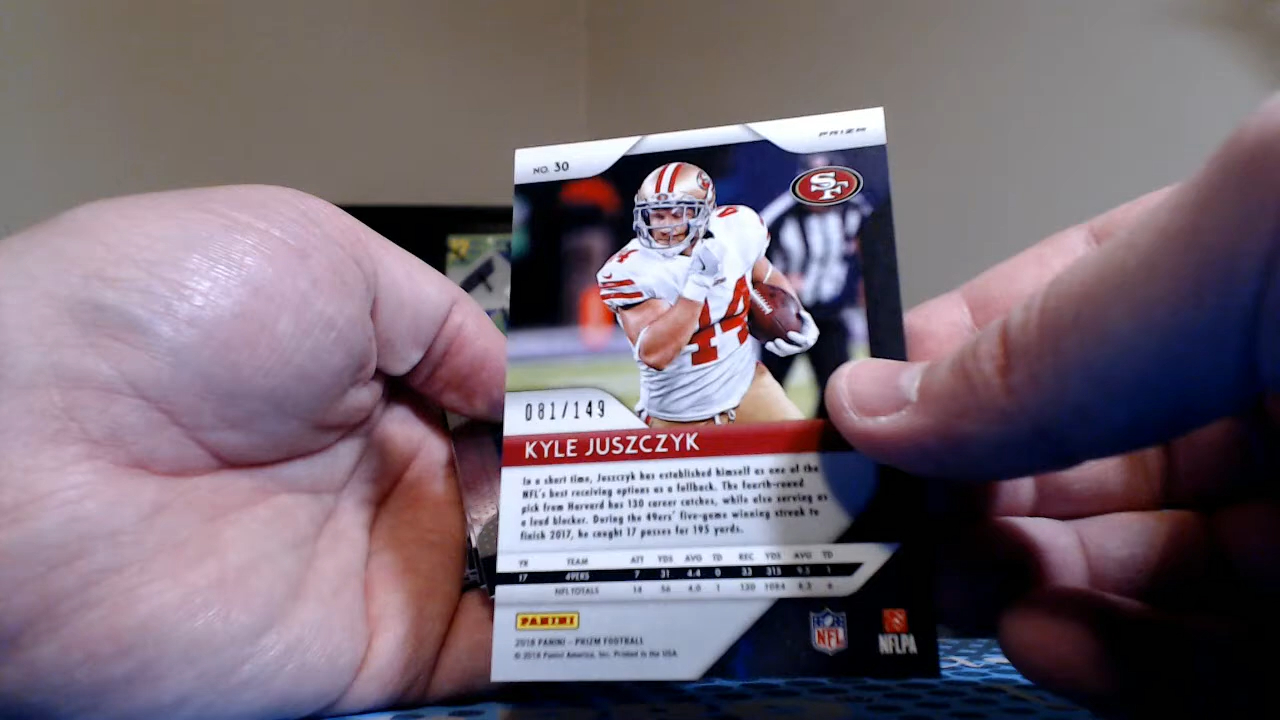 NO. 30
PRIZM
SF
44
081/149
KYLE JUSZCZYK
In a short time, Juszczyk has established himself as one of the
NFL's best receiving options as a fullback. The fourth-round
pick from Harvard has 130 career catches, while also serving as
a lead blocker. During the 49ers' five-game winning streak to
finish 2017, he caught 17 passes for 195 yards.
YR TEAM ATT YDS AVG TD REC YDS AVG TD
17 49ERS 7 31 4.4 0 33 315 9.5 1
NFL TOTALS 14 56 4.0 1 130 1084 8.3 6
PANINI
2018 PANINI - PRIZM FOOTBALL
© 2018 Panini America, Inc. Printed in the USA.
NFL
NFLPA